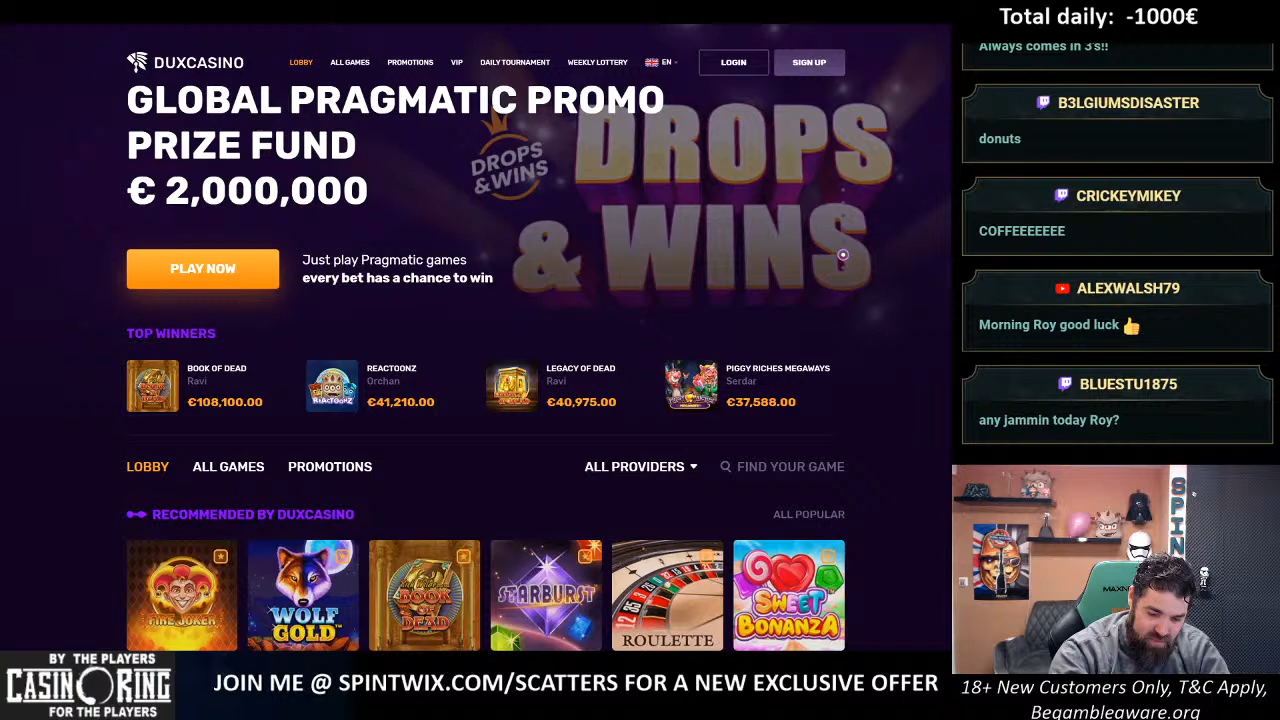 Total daily: -1000€
Always comes in 3's!!
B3LGIUMSDISASTER
donuts
CRICKEYMIKEY
COFFEEEEEEE
ALEXWALSH79
Morning Roy good luck 👍
BLUESTU1875
any jammin today Roy?
DUXCASINO
LOBBY ALL GAMES PROMOTIONS VIP DAILY TOURNAMENT WEEKLY LOTTERY EN LOGIN SIGN UP
GLOBAL PRAGMATIC PROMO
PRIZE FUND
€ 2,000,000
DROPS
&WINS
DROPS
& WINS
PLAY NOW
Just play Pragmatic games
every bet has a chance to win
TOP WINNERS
BOOK OF DEAD
Ravi
€108,100.00
REACTOONZ
REACTOONZ
Orchan
€41,210.00
LEGACY OF DEAD
Ravi
€40,975.00
PIGGY RICHES MEGAWAYS
Serdar
€37,588.00
LOBBY ALL GAMES PROMOTIONS ALL PROVIDERS FIND YOUR GAME
RECOMMENDED BY DUXCASINO ALL POPULAR
FIRE JOKER
WOLF
GOLD
BOOK
OF
DEAD
STARBURST
ROULETTE
SWEET
BONANZA
SPIN
BY THE PLAYERS
CASINORING
FOR THE PLAYERS
JOIN ME @ SPINTWIX.COM/SCATTERS FOR A NEW EXCLUSIVE OFFER
18+ New Customers Only, T&C Apply,
Begambleaware.org